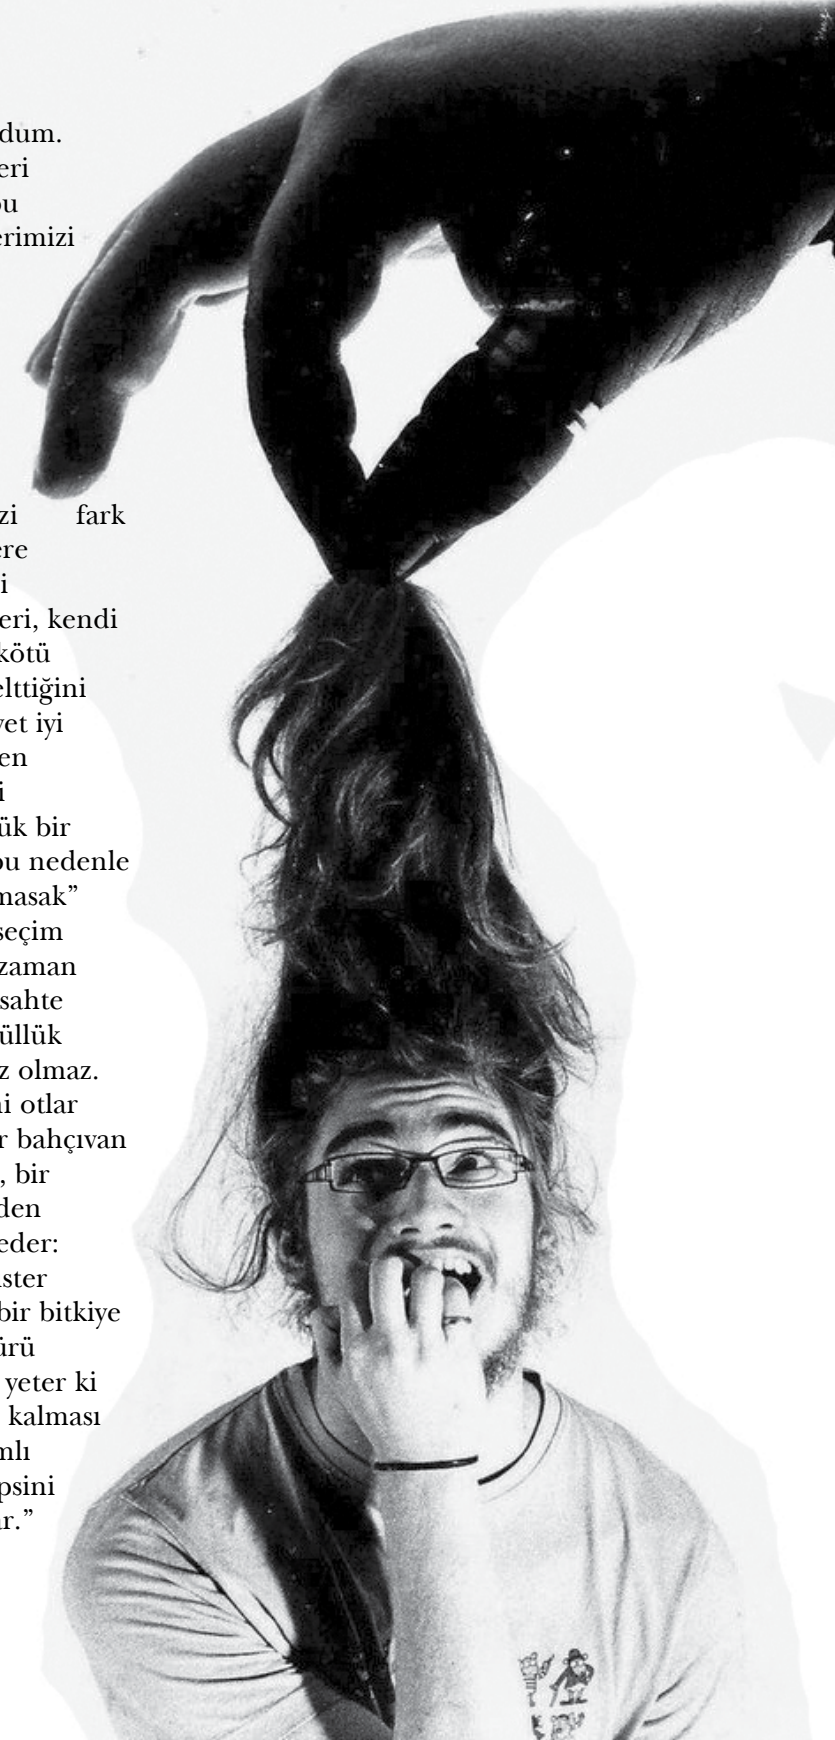 dum.
eri
bu
erimizi
zi fark
ere
i
eri, kendi
kötü
elttiğini
yet iyi
en
i
ük bir
bu nedenle
masak”
seçim
zaman
sahte
üllük
z olmaz.
ni otlar
r bahçıvan
, bir
den
eder:
ster
bir bitkiye
ürü
yeter ki
kalması
mlı
psini
ar.”